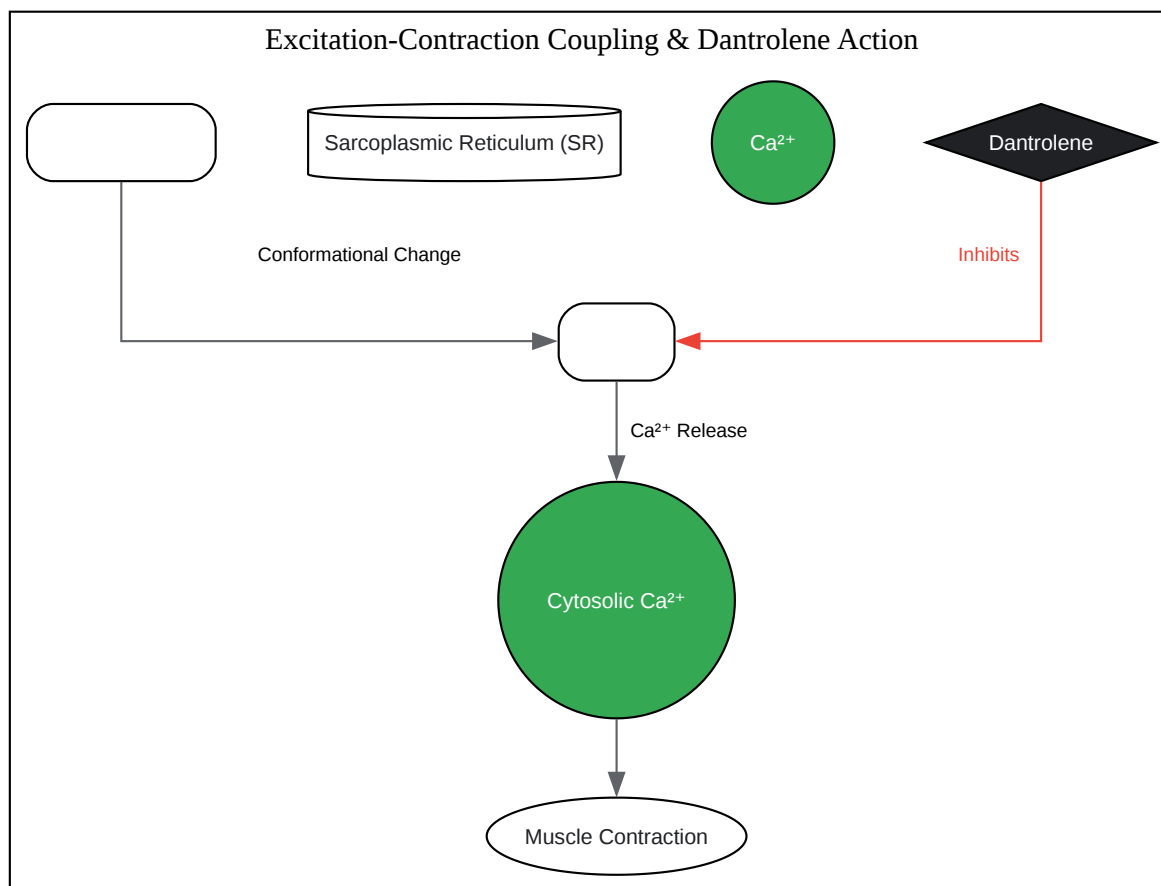 Excitation-Contraction Coupling & Dantrolene Action
Sarcoplasmic Reticulum (SR)
Ca²⁺
Dantrolene
Conformational Change
Inhibits
Ca²⁺ Release
Cytosolic Ca²⁺
Muscle Contraction